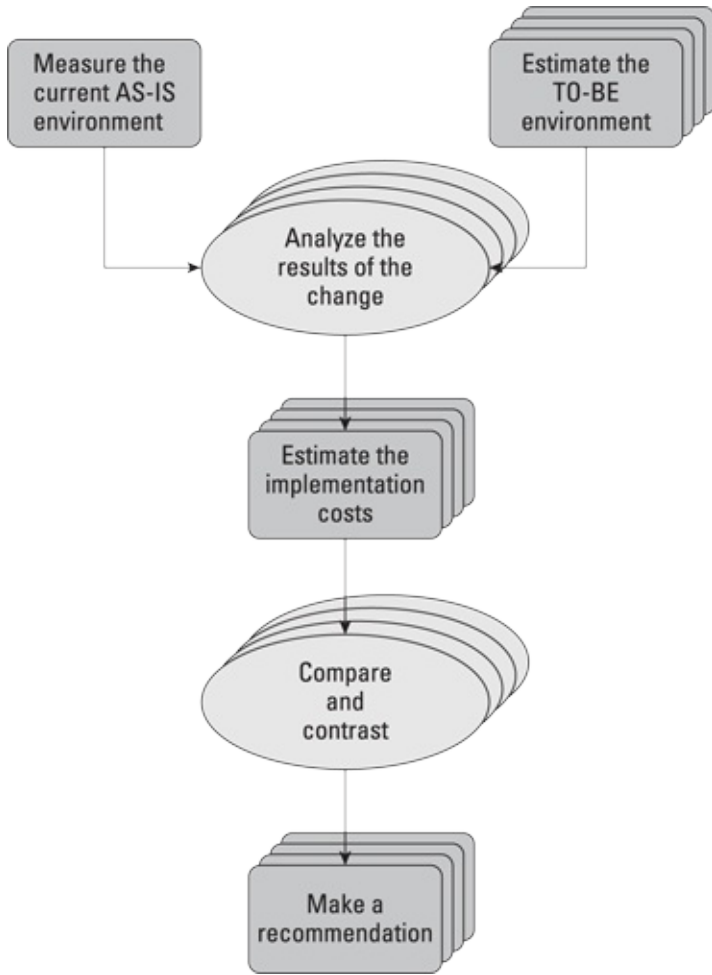 Measure the
current AS-IS
environment
Estimate the
TO-BE
environment
Analyze the
results of the
change
Estimate the
implementation
costs
Compare
and
contrast
Make a
recommendation